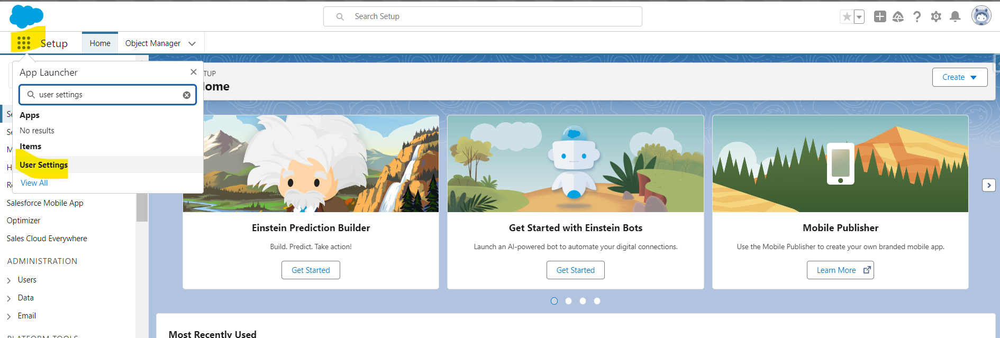 Search Setup
Setup
Home
Object Manager
App Launcher
TUP
ome
Create
user settings
Apps
No results
Items
User Settings
View All
Se
Se
M
H
Re
Salesforce Mobile App
Optimizer
Sales Cloud Everywhere
ADMINISTRATION
Users
Data
Email
PLATFORM TOOLS
Einstein Prediction Builder
Build. Predict. Take action!
Get Started
Get Started with Einstein Bots
Launch an AI-powered bot to automate your digital connections.
Get Started
Mobile Publisher
Use the Mobile Publisher to create your own branded mobile app.
Learn More
Most Recently Used